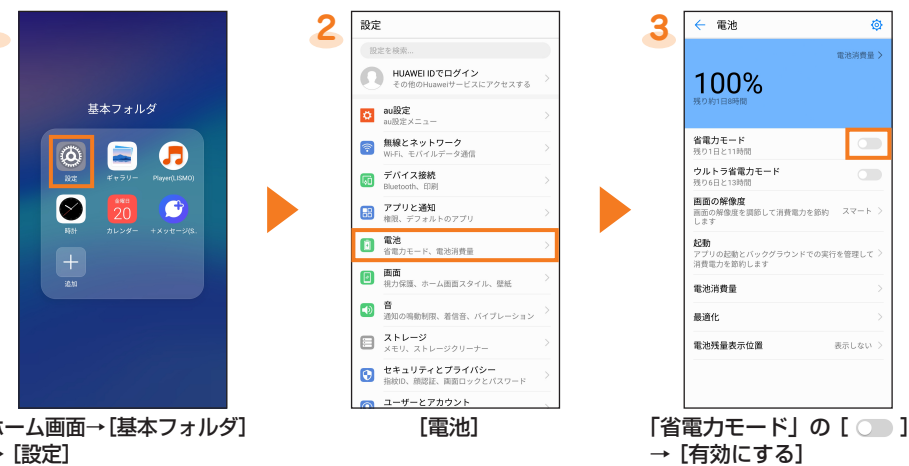 基本フォルダ
設定
ギャラリー
Player(LISMO)
時計
金曜日
20
カレンダー
+メッセージ(S..
追加
ホーム画面→[基本フォルダ]
→[設定]
2
設定
設定を検索...
HUAWEI IDでログイン
その他のHuaweiサービスにアクセスする
au設定
au設定メニュー
無線とネットワーク
Wi-Fi、モバイルデータ通信
デバイス接続
Bluetooth、印刷
アプリと通知
権限、デフォルトのアプリ
電池
省電力モード、電池消費量
画面
視力保護、ホーム画面スタイル、壁紙
音
通知の鳴動制限、着信音、バイブレーション
ストレージ
メモリ、ストレージクリーナー
セキュリティとプライバシー
指紋ID、顔認証、画面ロックとパスワード
ユーザーとアカウント
[電池]
3
電池
電池消費量
100%
残り約1日8時間
省電力モード
残り1日と11時間
ウルトラ省電力モード
残り6日と13時間
画面の解像度
画面の解像度を調節して消費電力を節約 スマート
します
起動
アプリの起動とバックグラウンドでの実行を管理して
消費電力を節約します
電池消費量
最適化
電池残量表示位置 表示しない
「省電力モード」の[ ]
→[有効にする]